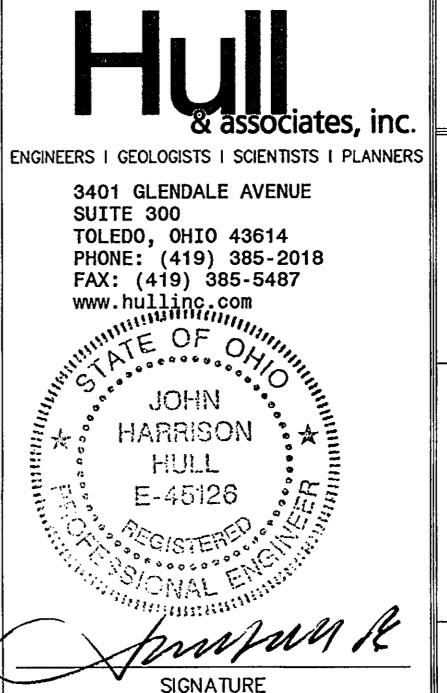 Hull
& associates, inc.
ENGINEERS | GEOLOGISTS | SCIENTISTS | PLANNERS
3401 GLENDALE AVENUE
SUITE 300
TOLEDO, OHIO 43614
PHONE: (419) 385-2018
FAX: (419) 385-5487
www.hullinc.com
STATE OF OHIO
JOHN
HARRISON
HULL
E-45126
REGISTERED
PROFESSIONAL ENGINEER
SIGNATURE